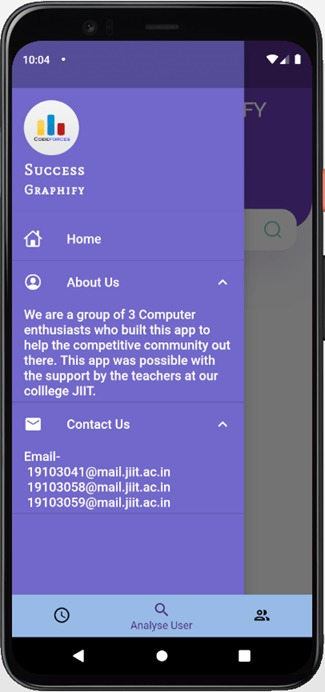 10:04
FY
CODEFORCES
SUCCESS
GRAPHIFY
Home
About Us
We are a group of 3 Computer
enthusiasts who built this app to
help the competitive community out
there. This app was possible with
the support by the teachers at our
colllege JIIT.
Contact Us
Email-
19103041@mail.jiit.ac.in
19103058@mail.jiit.ac.in
19103059@mail.jiit.ac.in
Analyse User